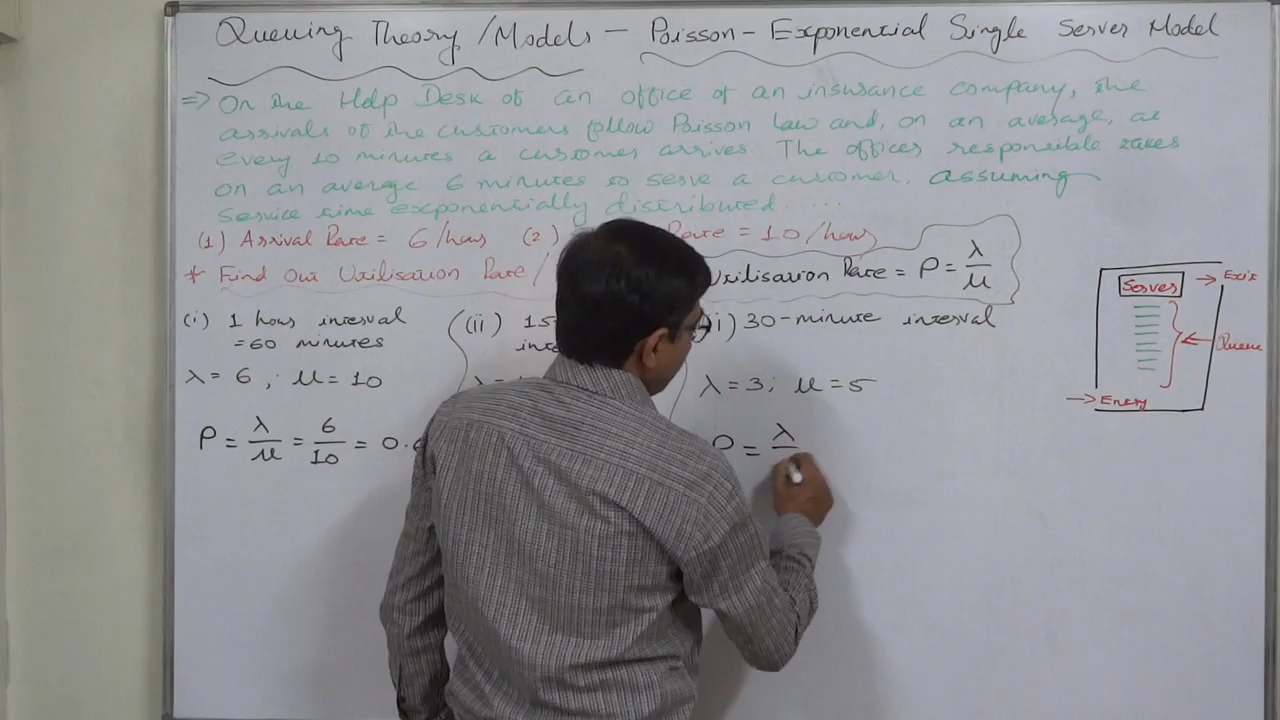 Queuing Theory / Models – Poisson – Exponential Single Server Model
=> On the Help Desk of an office of an insurance company, the
arrivals of the customers follow Poisson law and, on an average, at
every 10 minutes a customer arrives. The officer responsible takes
on an average 6 minutes to serve a customer, assuming
service time exponentially distributed .....
(1) Arrival Rate = 6/hour (2) Rate = 10/hour
* Find Out Utilisation Rate / Utilisation Rate = P = λ/μ
(i) 1 hour interval
= 60 minutes
λ = 6 ; μ = 10
P = λ/μ = 6/10 = 0.
(ii) 15
λ =
30-minute interval
λ = 3; μ = 5
P = λ
Server
→ Exit
Queue
→ Entry